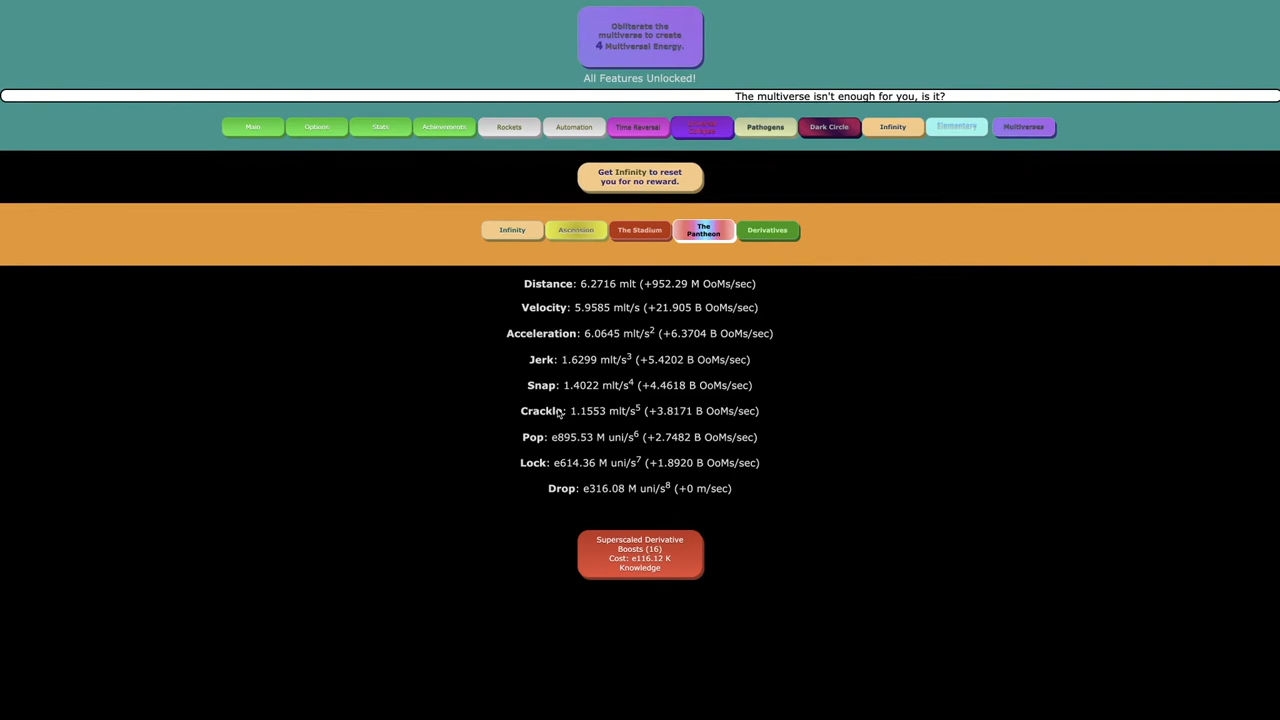 Obliterate the
multiverse to create
4 Multiversal Energy.
All Features Unlocked!
The multiverse isn't enough for you, is it?
Main Options Stats Achievements Rockets Automation Time Reversal Pathogens Dark Circle Infinity Elementary Multiverses
Get Infinity to reset
you for no reward.
Infinity Ascension The Stadium The Pantheon Derivatives
Distance: 6.2716 mlt (+952.29 M OoMs/sec)
Velocity: 5.9585 mlt/s (+21.905 B OoMs/sec)
Acceleration: 6.0645 mlt/s² (+6.3704 B OoMs/sec)
Jerk: 1.6299 mlt/s³ (+5.4202 B OoMs/sec)
Snap: 1.4022 mlt/s⁴ (+4.4618 B OoMs/sec)
Crackle: 1.1553 mlt/s⁵ (+3.8171 B OoMs/sec)
Pop: e895.53 M uni/s⁶ (+2.7482 B OoMs/sec)
Lock: e614.36 M uni/s⁷ (+1.8920 B OoMs/sec)
Drop: e316.08 M uni/s⁸ (+0 m/sec)
Superscaled Derivative
Boosts (16)
Cost: e116.12 K
Knowledge